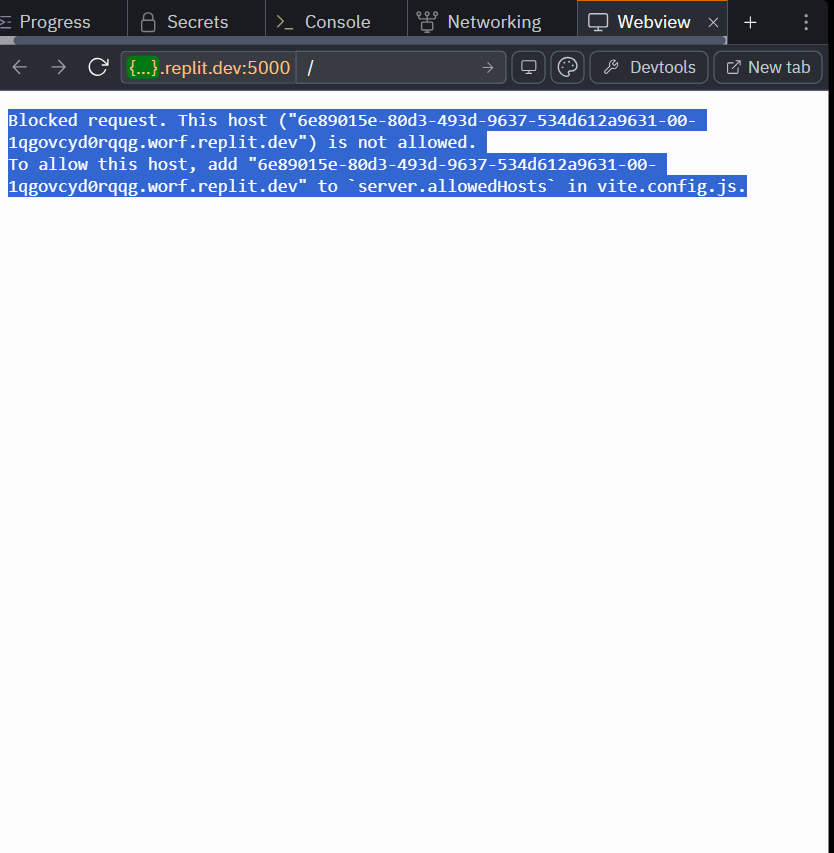 Progress
Secrets
Console
Networking
Webview
{...}.replit.dev:5000 /
Devtools
New tab
Blocked request. This host ("6e89015e-80d3-493d-9637-534d612a9631-00-
1qgovcyd0rqqg.worf.replit.dev") is not allowed.
To allow this host, add "6e89015e-80d3-493d-9637-534d612a9631-00-
1qgovcyd0rqqg.worf.replit.dev" to `server.allowedHosts` in vite.config.js.